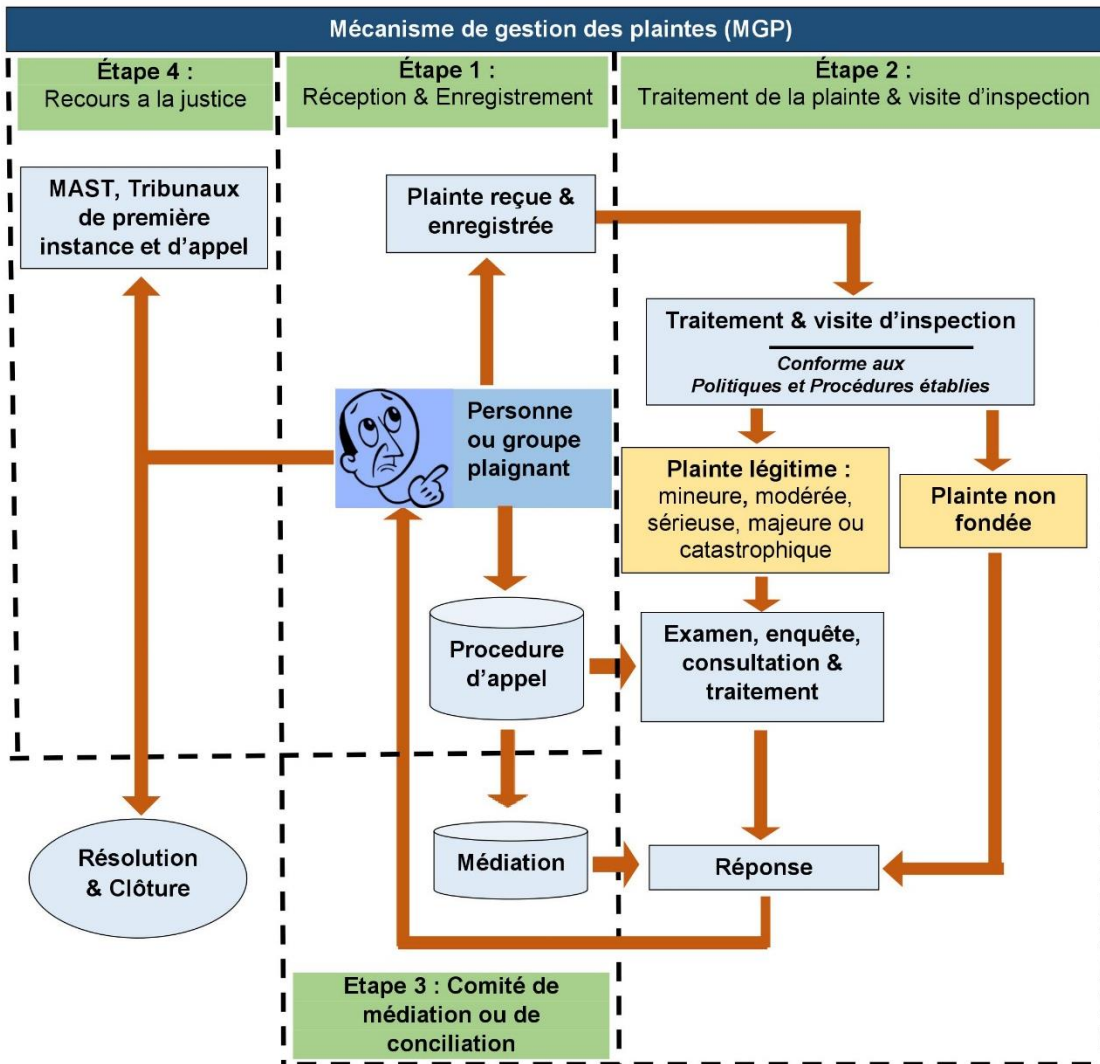 Mécanisme de gestion des plaintes (MGP)
Étape 4 :
Recours a la justice
Étape 1 :
Réception & Enregistrement
Étape 2 :
Traitement de la plainte & visite d'inspection
MAST, Tribunaux
de première
instance et d'appel
Plainte reçue &
enregistrée
Traitement & visite d'inspection
Conforme aux
Politiques et Procédures établies
Personne
ou groupe
plaignant
Plainte légitime :
mineure, modérée,
sérieuse, majeure ou
catastrophique
Plainte non
fondée
Procedure
d'appel
Examen, enquête,
consultation &
traitement
Résolution
& Clôture
Médiation
Réponse
Etape 3 : Comité de
médiation ou de
conciliation